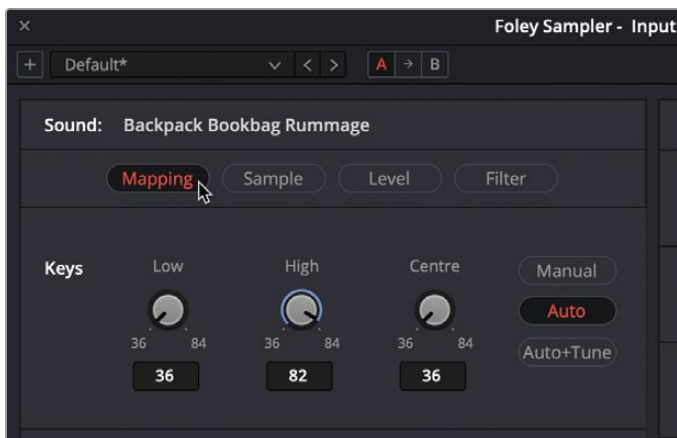 Foley Sampler - Input
Default*
A B
Sound: Backpack Bookbag Rummage
Mapping Sample Level Filter
Keys Low High Centre Manual
Auto
36 84 36 84 36 84
Auto+Tune
36 82 36